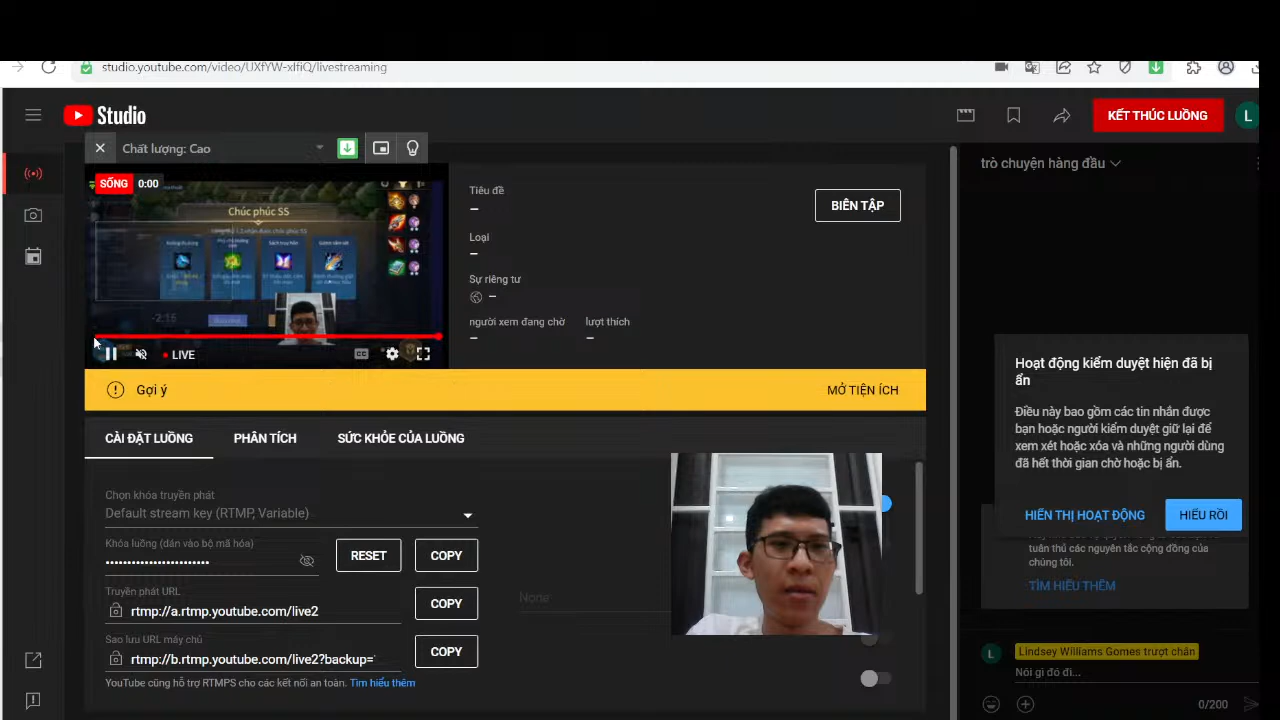 studio.youtube.com/video/UXfYW-xIfiQ/livestreaming
Studio
KẾT THÚC LUỒNG
L
Chất lượng: Cao
trò chuyện hàng đầu
SỐNG 0:00
Chúc phúc SS
-2:15
LIVE
CC
Tiêu đề
–
Loại
–
Sự riêng tư
–
người xem đang chờ
lượt thích
–
–
BIÊN TẬP
Gợi ý
MỞ TIỆN ÍCH
CÀI ĐẶT LUỒNG
PHÂN TÍCH
SỨC KHỎE CỦA LUỒNG
Chọn khóa truyền phát
Default stream key (RTMP, Variable)
Khóa luồng (dán vào bộ mã hóa)
••••••••••••••••••••••••
RESET
COPY
Truyền phát URL
rtmp://a.rtmp.youtube.com/live2
COPY
Sao lưu URL máy chủ
rtmp://b.rtmp.youtube.com/live2?backup=
COPY
YouTube cũng hỗ trợ RTMPS cho các kết nối an toàn. Tìm hiểu thêm
None
Hoạt động kiểm duyệt hiện đã bị
ẩn
Điều này bao gồm các tin nhắn được
bạn hoặc người kiểm duyệt giữ lại để
xem xét hoặc xóa và những người dùng
đã hết thời gian chờ hoặc bị ẩn.
HIỂN THỊ HOẠT ĐỘNG
HIỂU RỒI
tuân thủ các nguyên tắc cộng đồng của
chúng tôi.
TÌM HIỂU THÊM
L
Lindsey Williams Gomes trượt chân
Nói gì đó đi...
0/200